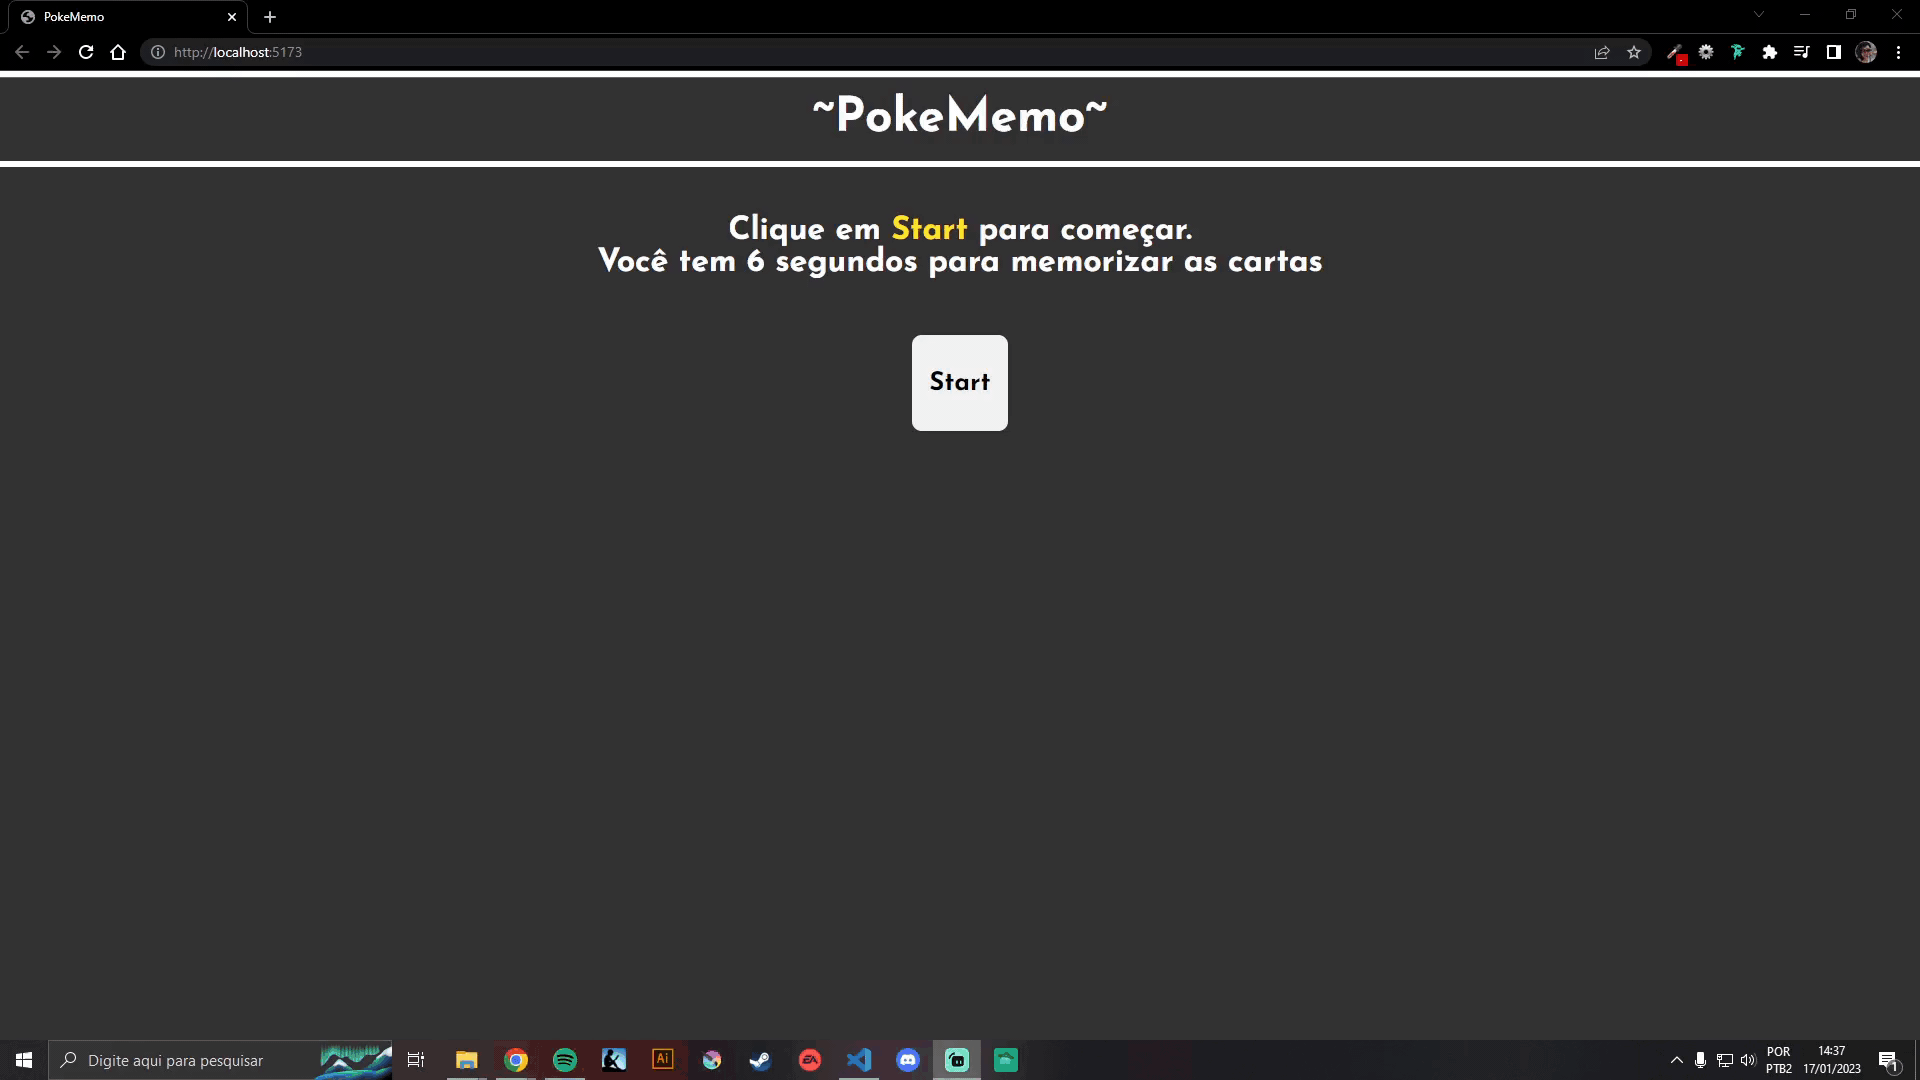 PokeMemo
http://localhost:5173
~PokeMemo~
Clique em Start para começar.
Você tem 6 segundos para memorizar as cartas
Start
Digite aqui para pesquisar
Ai
EA
POR
PTB2
14:37
17/01/2023
1